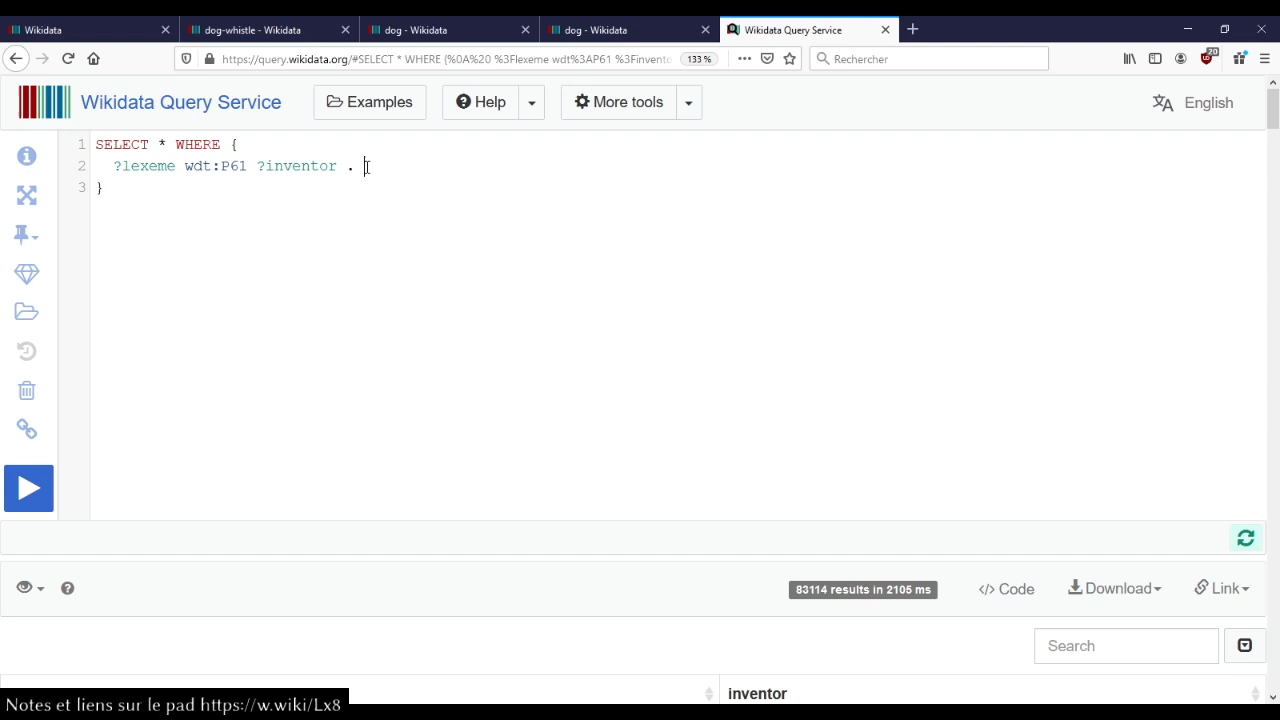 Wikidata
dog-whistle - Wikidata
dog - Wikidata
dog - Wikidata
Wikidata Query Service
https://query.wikidata.org/#SELECT * WHERE {%0A%20 %3Flexeme wdt%3AP61 %3Finvento
133 %
Rechercher
20
Wikidata Query Service
Examples
Help
More tools
English
1 SELECT * WHERE {
2 ?lexeme wdt:P61 ?inventor .
3 }
83114 results in 2105 ms
</> Code
Download
Link
Search
inventor
Notes et liens sur le pad https://w.wiki/Lx8